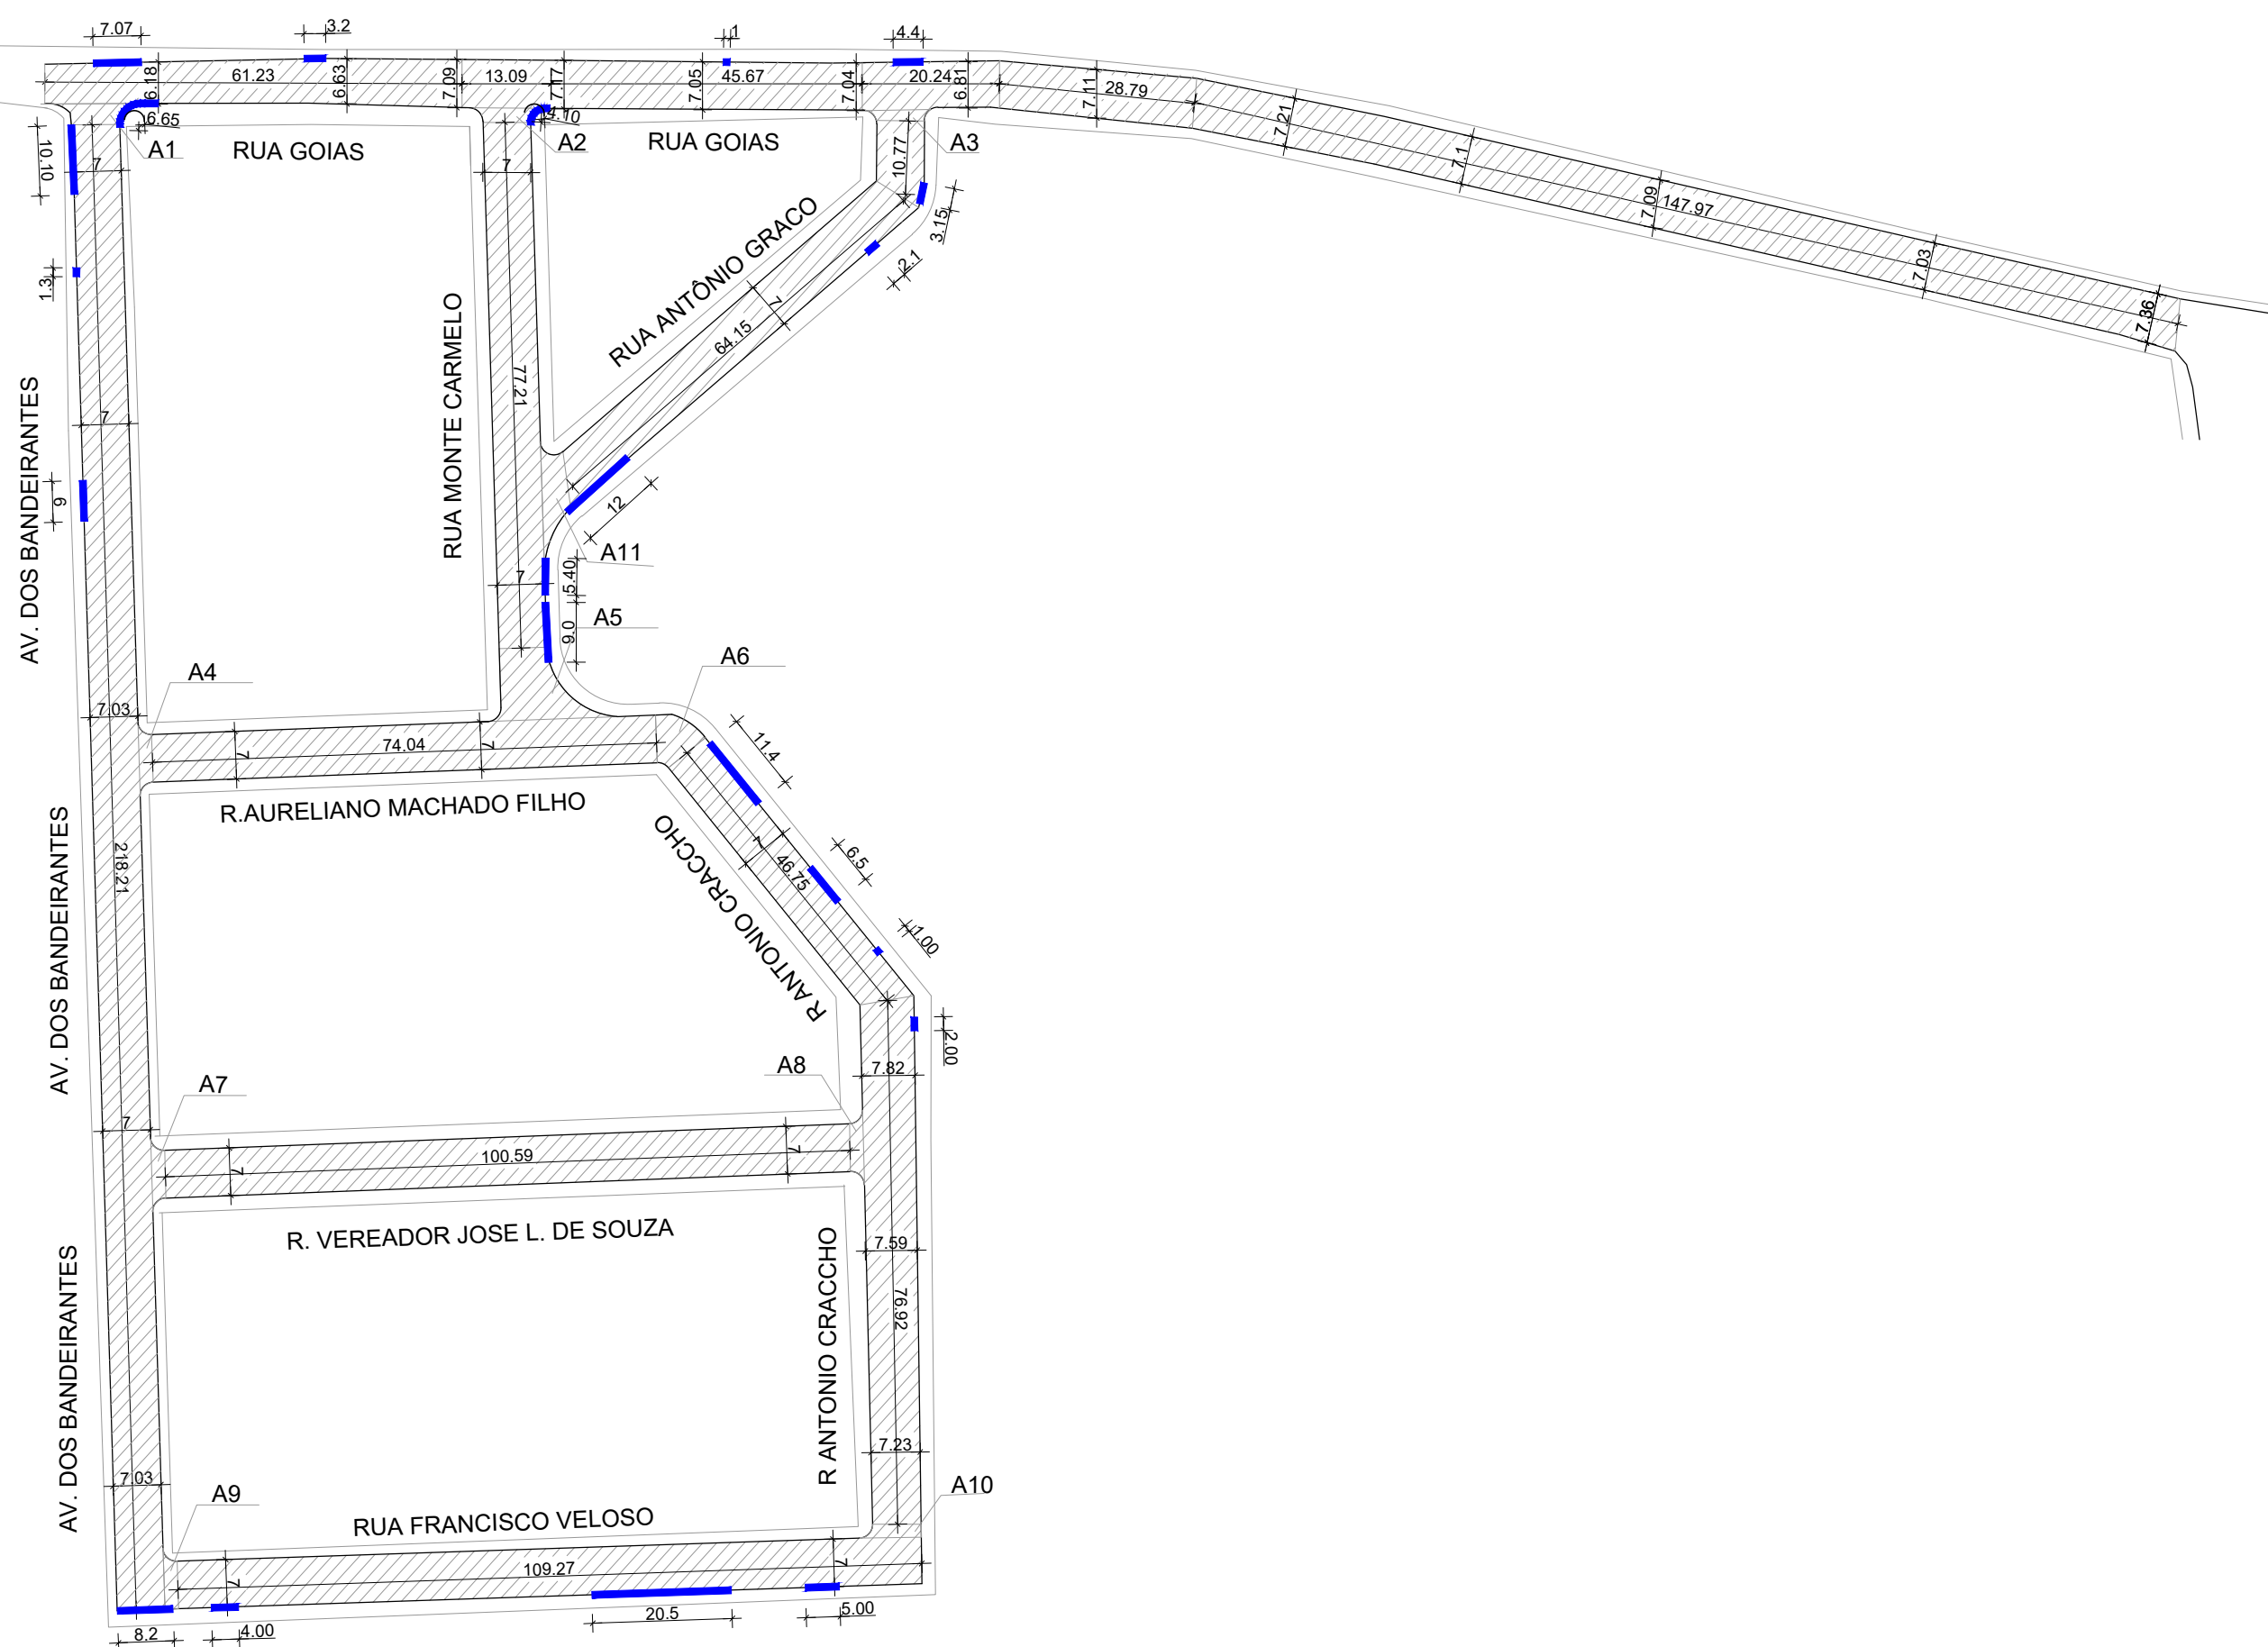 7.07
3.2
1
4.4
6.18
61.23
6.63
7.09
13.09
7.17
7.05
45.67
7.04
20.24
6.81
7.11
28.79
7.21
7.1
7.09
147.97
7.03
7.36
6.65
4.10
A1
RUA GOIAS
A2
RUA GOIAS
A3
10.10
7
7
10.77
3.15
2.1
1.3
RUA ANTÔNIO GRACO
7
64.15
RUA MONTE CARMELO
77.21
AV. DOS BANDEIRANTES
7
9
12
A11
7
5.40
A5
9.0
A6
A4
7.03
74.04
7
7
11.4
R.AURELIANO MACHADO FILHO
R ANTONIO CRACCHO
7
46.75
6.5
1.00
218.21
AV. DOS BANDEIRANTES
2.00
7.82
A8
A7
7
100.59
7
7
R. VEREADOR JOSE L. DE SOUZA
7.59
R ANTONIO CRACCHO
76.92
AV. DOS BANDEIRANTES
7.23
7.03
A9
A10
RUA FRANCISCO VELOSO
109.27
7
7
8.2
4.00
20.5
5.00